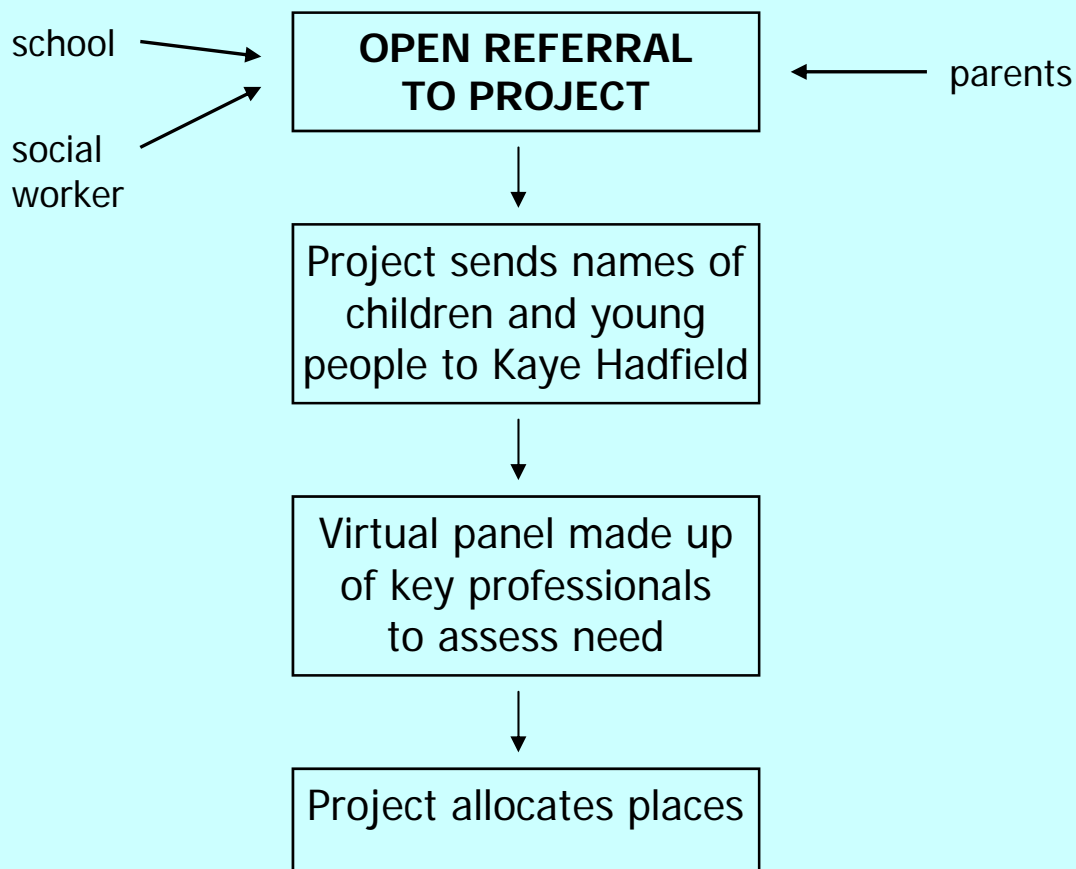 school
OPEN REFERRAL
TO PROJECT
parents
social
worker
Project sends names of
children and young
people to Kaye Hadfield
Virtual panel made up
of key professionals
to assess need
Project allocates places